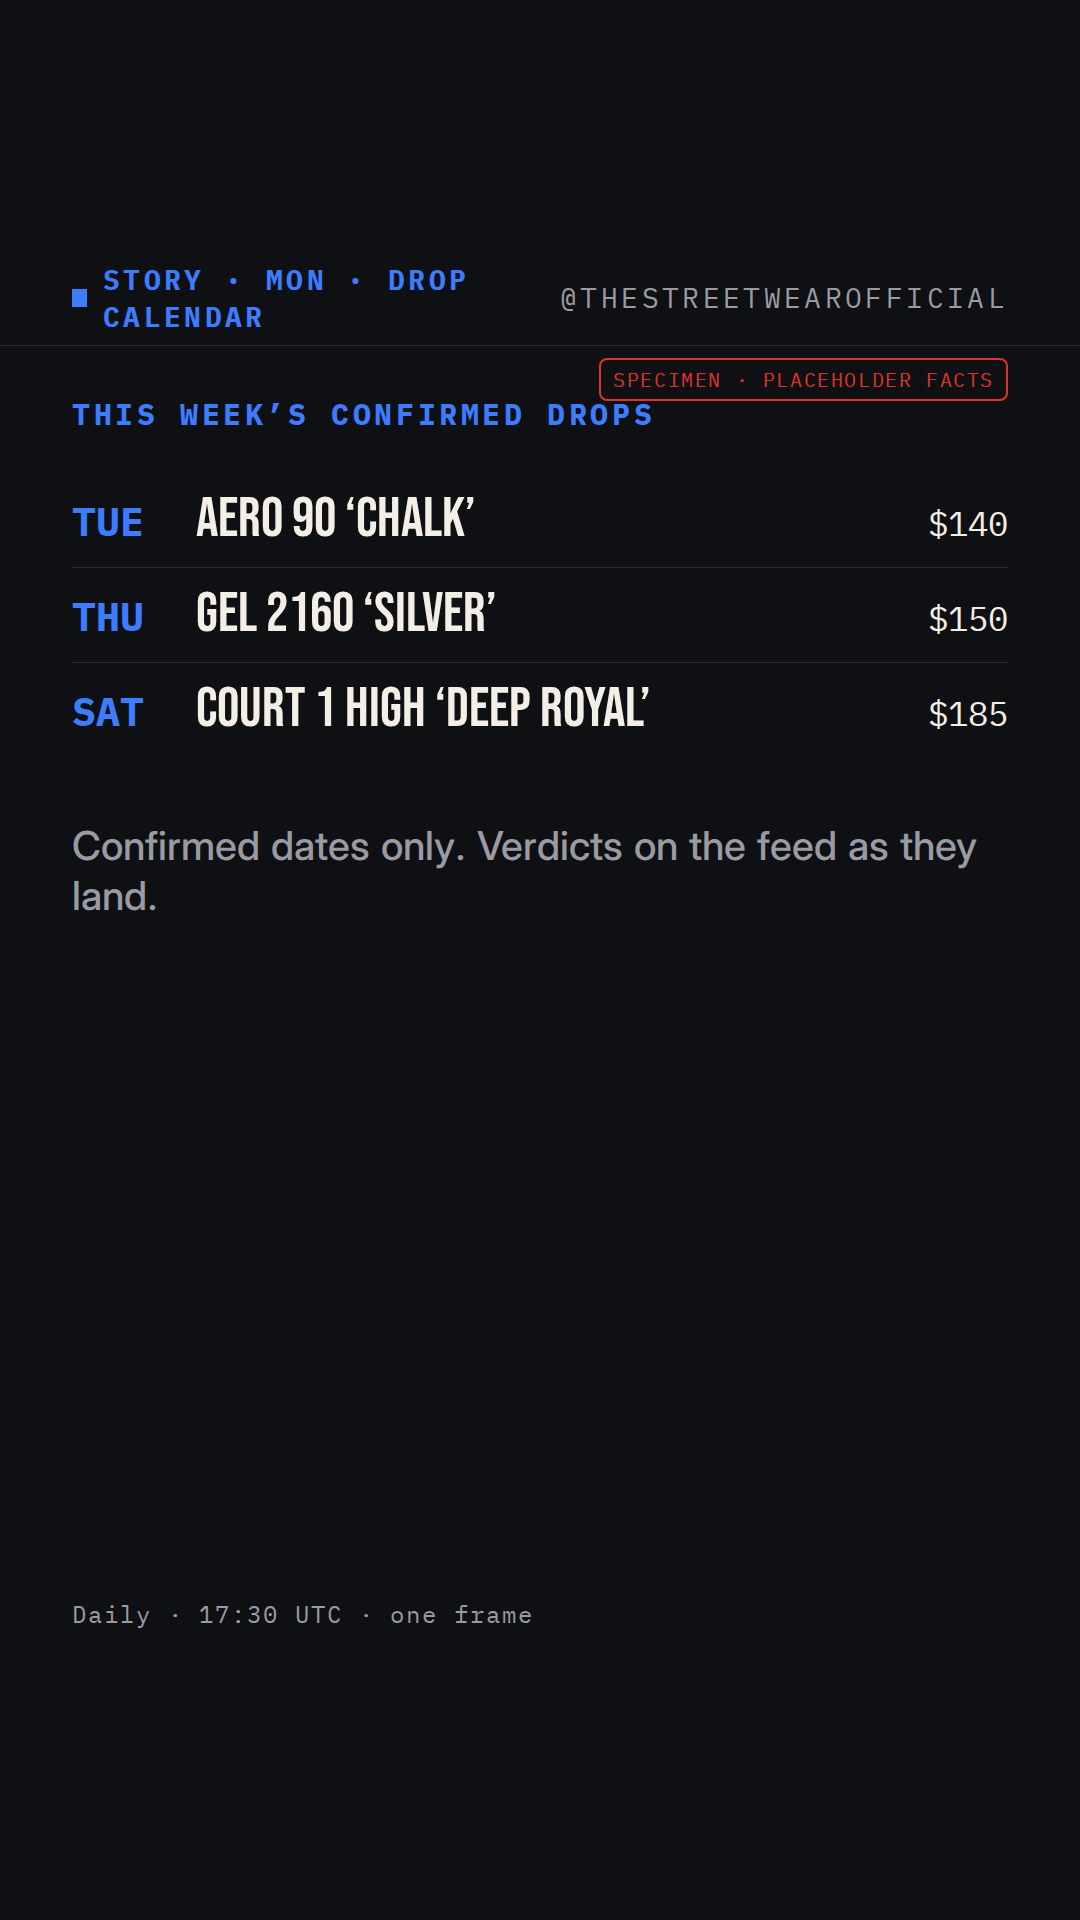 STORY · MON · DROP
CALENDAR
@THESTREETWEAROFFICIAL
SPECIMEN · PLACEHOLDER FACTS
THIS WEEK’S CONFIRMED DROPS
TUE AERO 90 ‘CHALK’ $140
THU GEL 2160 ‘SILVER’ $150
SAT COURT 1 HIGH ‘DEEP ROYAL’ $185
Confirmed dates only. Verdicts on the feed as they
land.
Daily · 17:30 UTC · one frame